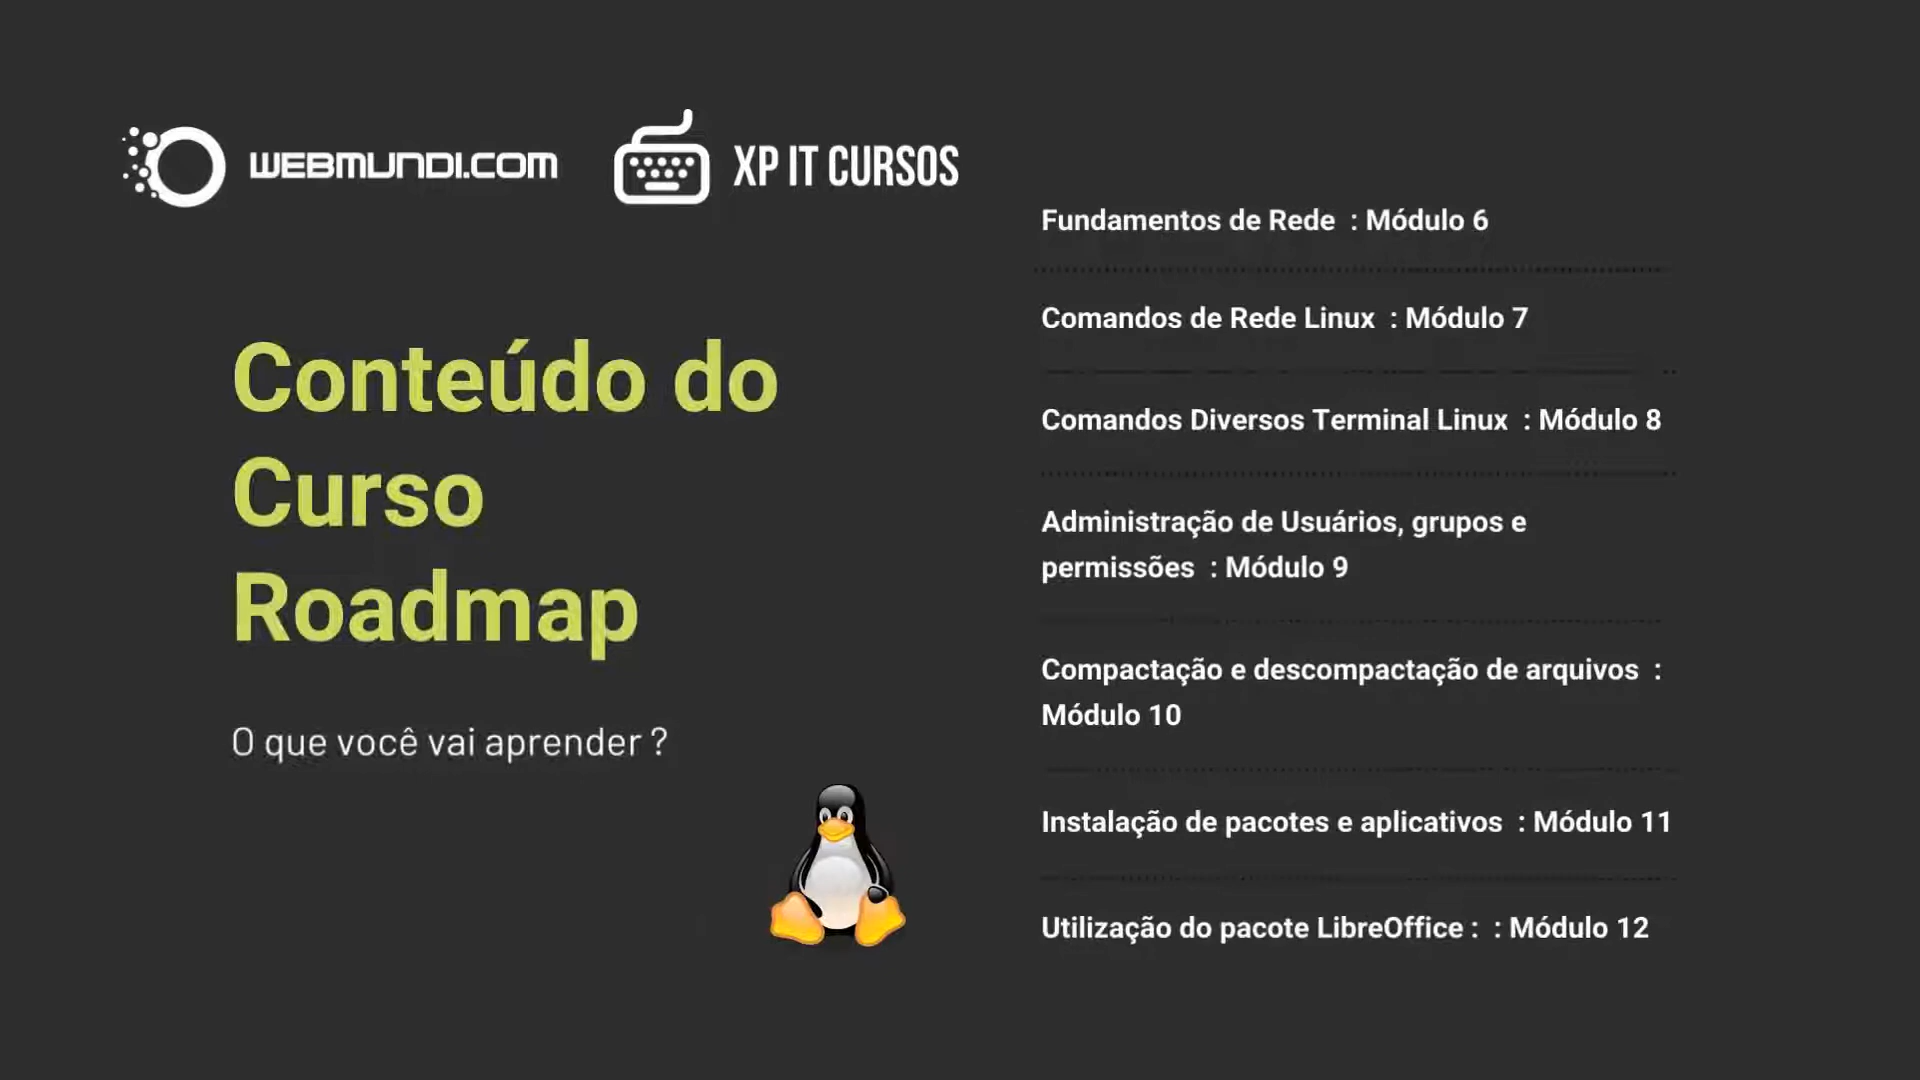 WEBMUNDI.COM
XP IT CURSOS
Conteúdo do
Curso
Roadmap
O que você vai aprender ?
Fundamentos de Rede  : Módulo 6
Comandos de Rede Linux  : Módulo 7
Comandos Diversos Terminal Linux  : Módulo 8
Administração de Usuários, grupos e
permissões  : Módulo 9
Compactação e descompactação de arquivos  :
Módulo 10
Instalação de pacotes e aplicativos  : Módulo 11
Utilização do pacote LibreOffice :  : Módulo 12